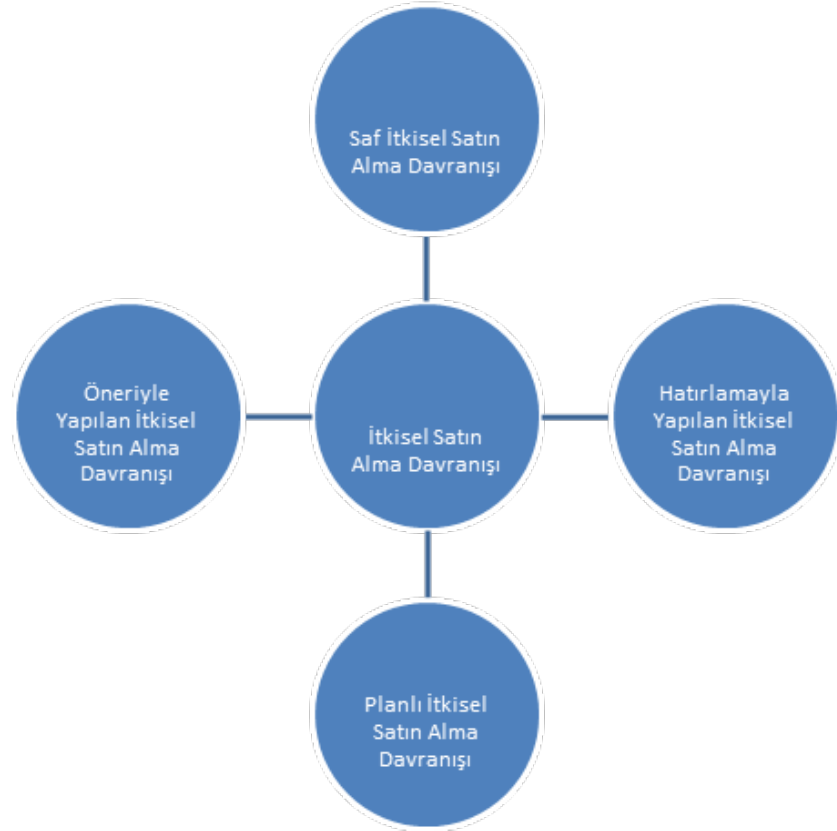 Saf İtkisel Satın
Alma Davranışı
Öneriyle
Yapılan İtkisel
Satın Alma
Davranışı
İtkisel Satın
Alma Davranışı
Hatırlamayla
Yapılan İtkisel
Satın Alma
Davranışı
Planlı İtkisel
Satın Alma
Davranışı